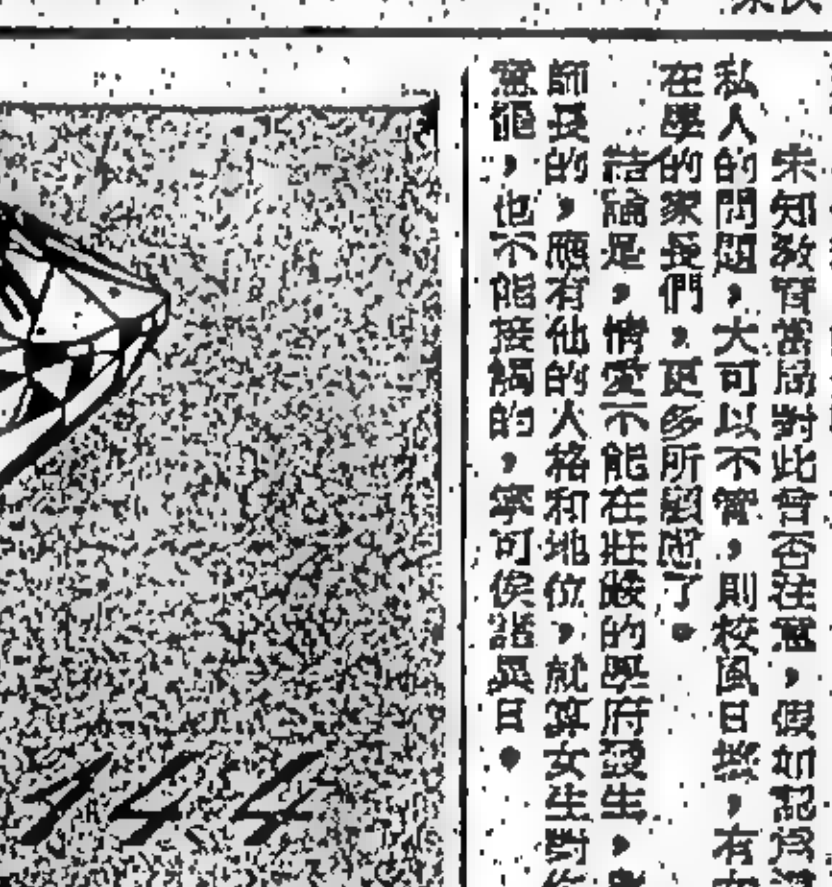 未知教育當局對此曾否注意，假如認為這
私人的問題，大可以不管，則校風日壞，有
在學的家長們，更多所顧慮了。
結論是，情愛不能在莊嚴的學府發生，
師長的，應有他的人格和地位，就算女生對
也不能接觸的，寧可俟諸異日。
144